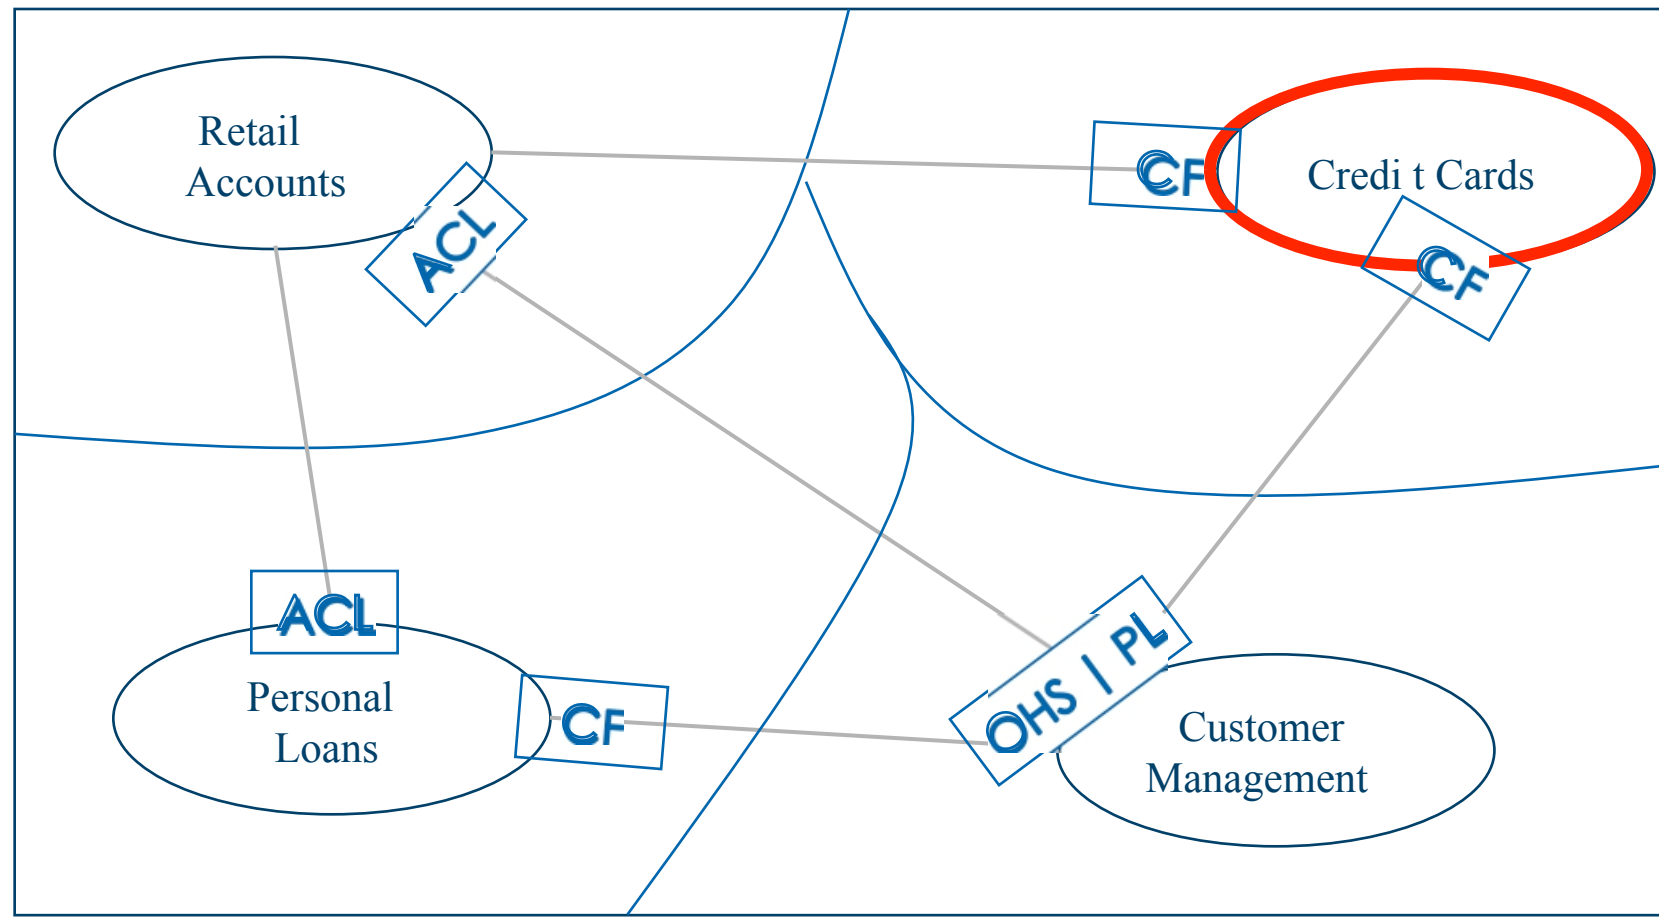 Retail
Accounts
ACL
CF
Credi t Cards
CF
ACL
Personal
Loans
CF
OHS | PL
Customer
Management